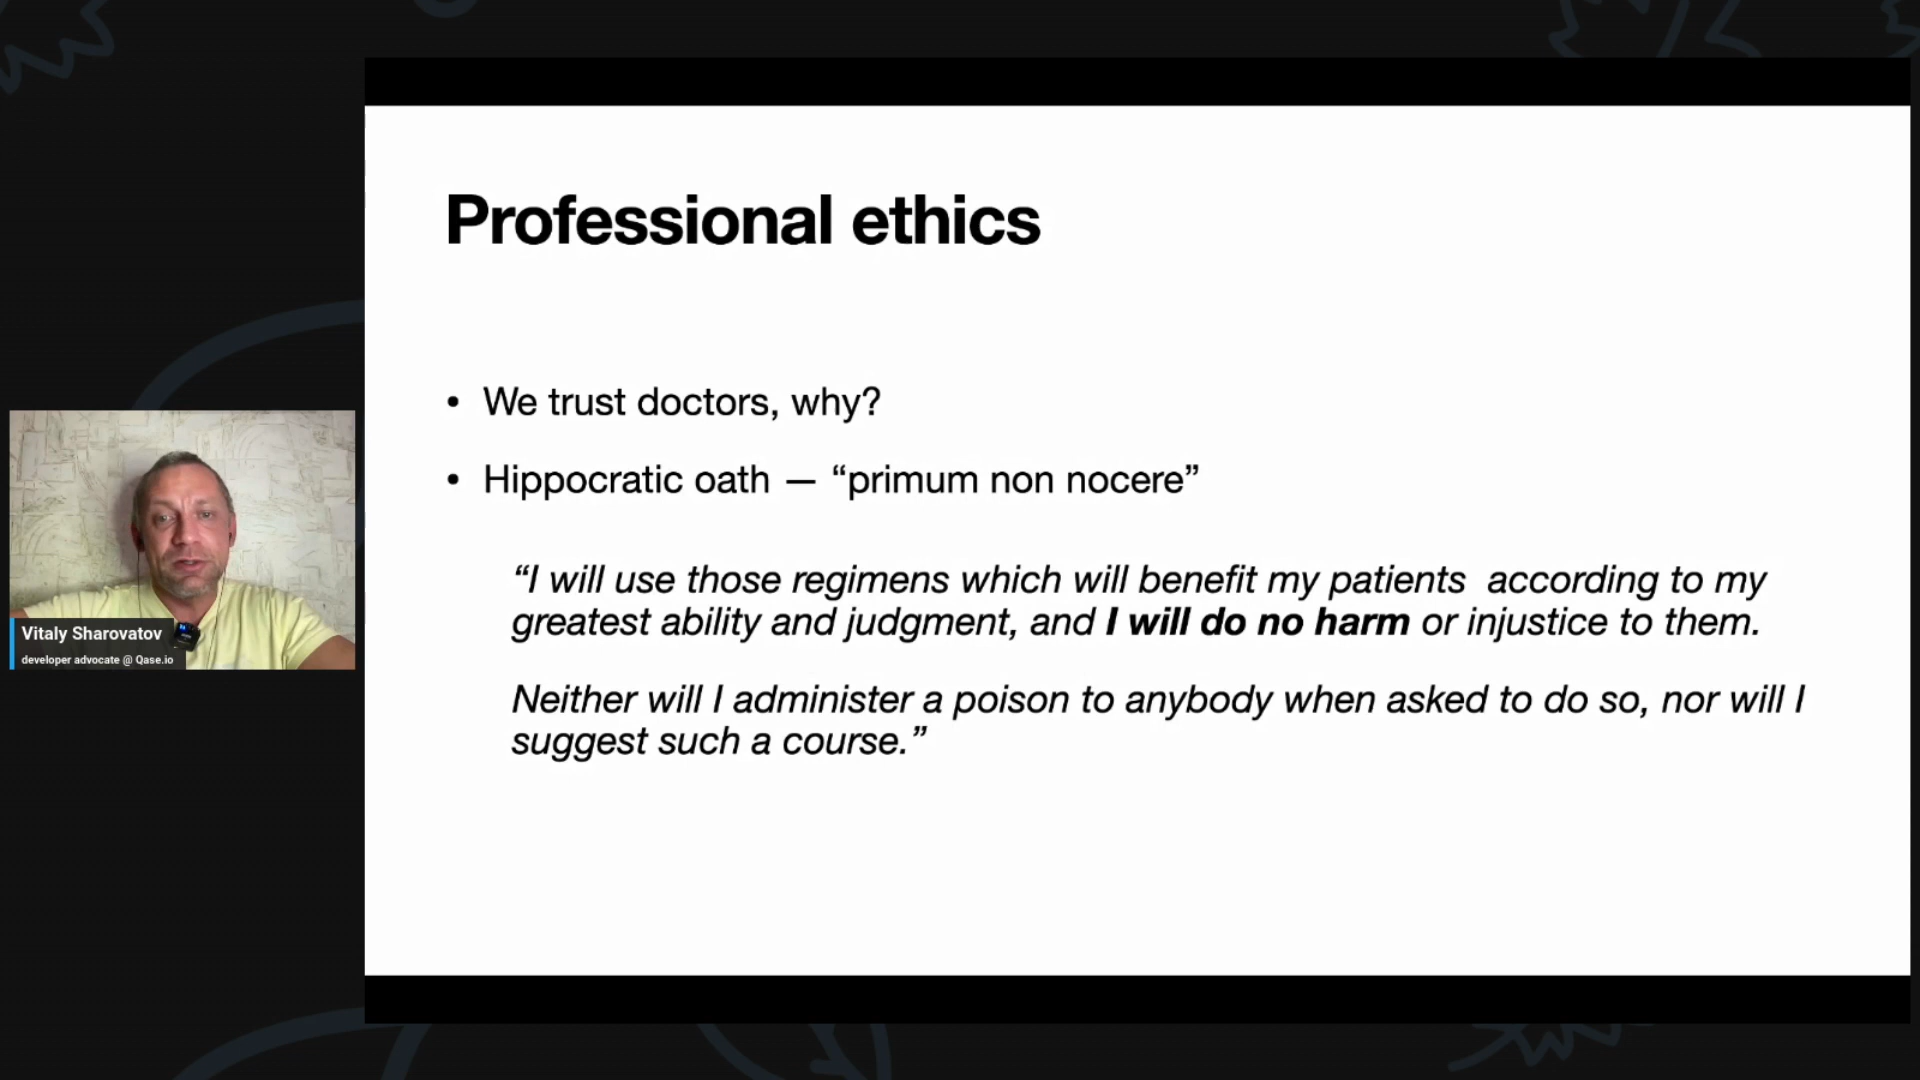 Professional ethics
• We trust doctors, why?
• Hippocratic oath — “primum non nocere”
“I will use those regimens which will benefit my patients  according to my
greatest ability and judgment, and I will do no harm or injustice to them.
Neither will I administer a poison to anybody when asked to do so, nor will I
suggest such a course.”
Vitaly Sharovatov
developer advocate @ Qase.io